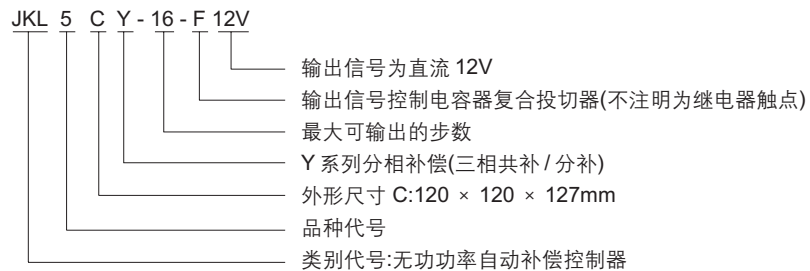 JKL 5 C Y - 16 - F 12V
输出信号为直流 12V
输出信号控制电容器复合投切器(不注明为继电器触点)
最大可输出的步数
Y 系列分相补偿(三相共补 / 分补)
外形尺寸 C:120 × 120 × 127mm
品种代号
类别代号:无功功率自动补偿控制器